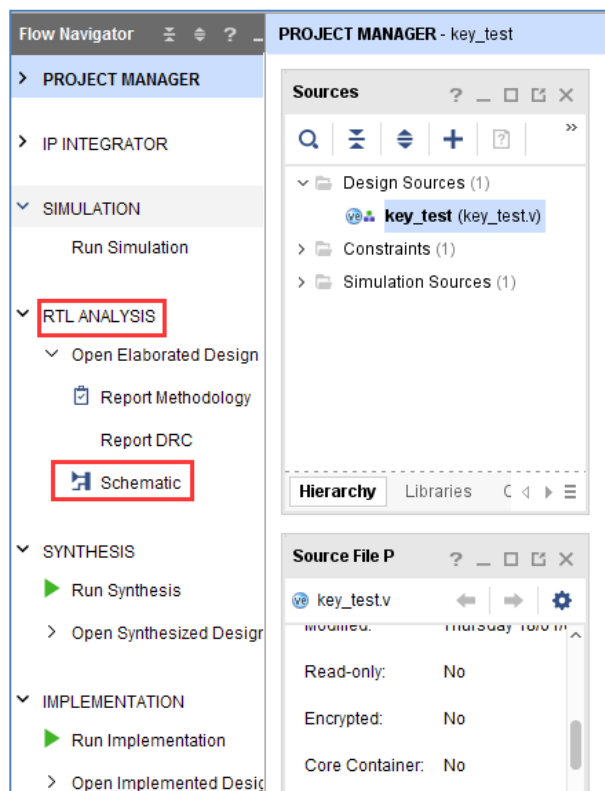 Flow Navigator
PROJECT MANAGER
IP INTEGRATOR
SIMULATION
Run Simulation
RTL ANALYSIS
Open Elaborated Design
Report Methodology
Report DRC
Schematic
SYNTHESIS
Run Synthesis
Open Synthesized Desigr
IMPLEMENTATION
Run Implementation
Open Implemented Desig
PROJECT MANAGER - key_test
Sources
Design Sources (1)
key_test (key_test.v)
Constraints (1)
Simulation Sources (1)
Hierarchy Libraries C
Source File P
key_test.v
Modified: Thursday
Read-only: No
Encrypted: No
Core Container: No